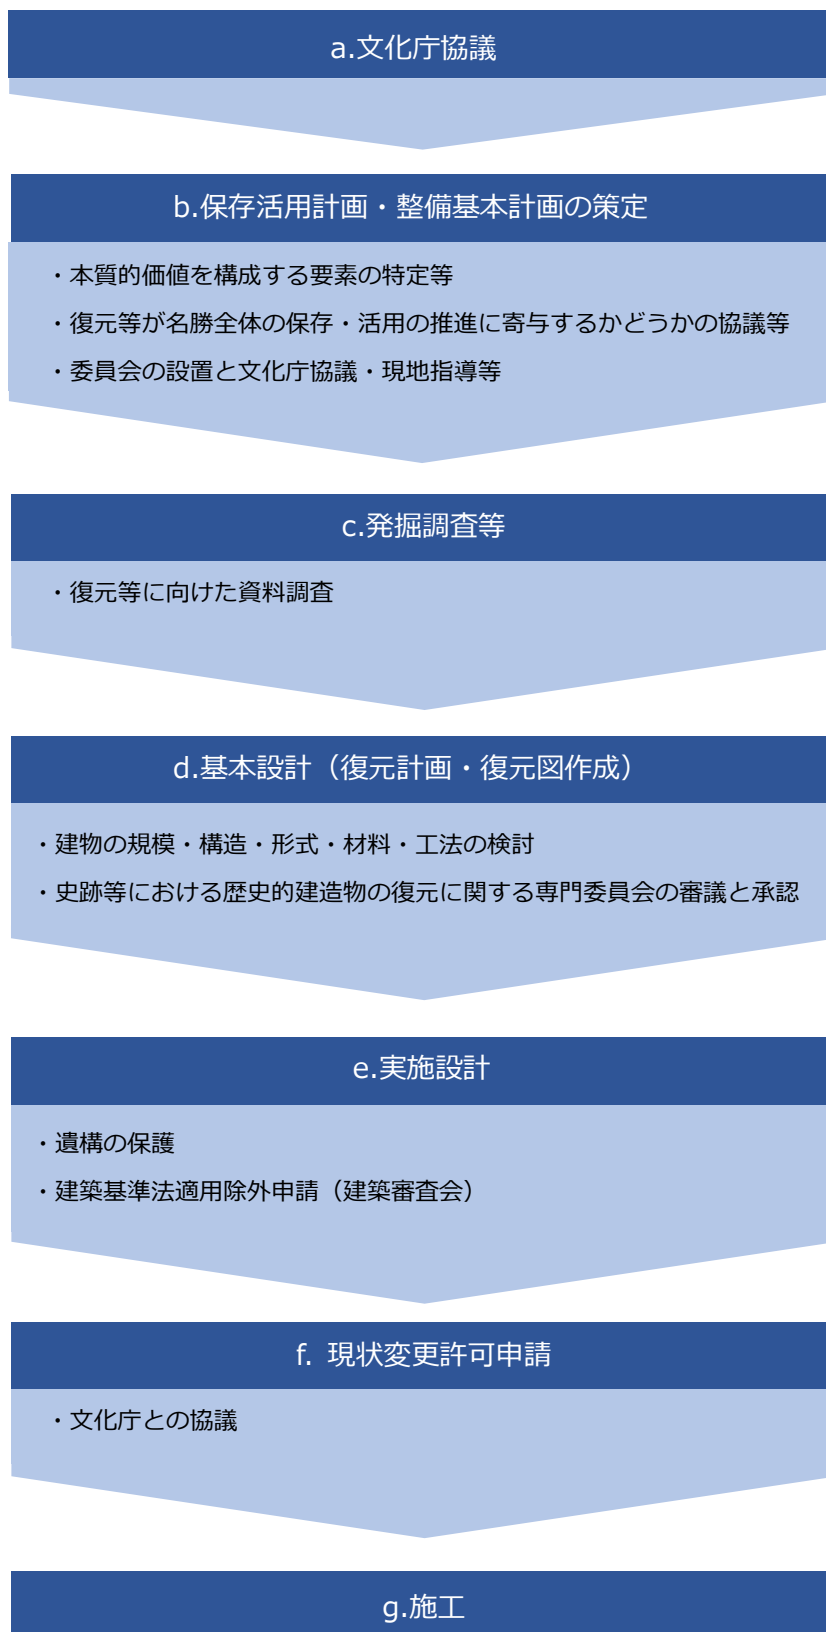 a.文化庁協議
b.保存活用計画・整備基本計画の策定
・本質的価値を構成する要素の特定等
・復元等が名勝全体の保存・活用の推進に寄与するかどうかの協議等
・委員会の設置と文化庁協議・現地指導等
c.発掘調査等
・復元等に向けた資料調査
d.基本設計（復元計画・復元図作成）
・建物の規模・構造・形式・材料・工法の検討
・史跡等における歴史的建造物の復元に関する専門委員会の審議と承認
e.実施設計
・遺構の保護
・建築基準法適用除外申請（建築審査会）
f. 現状変更許可申請
・文化庁との協議
g.施工